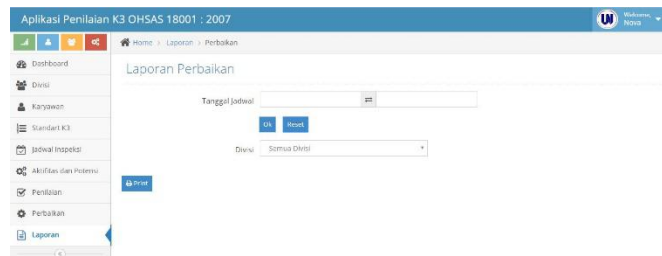 Aplikasi Penilaian K3 OHSAS 18001 : 2007
Welcome,
Nova
Home > Laporan > Perbaikan
Dashboard
Divisi
Karyawan
Standart K3
Jadwal Inspeksi
Aktifitas dan Potensi
Penilaian
Perbaikan
Laporan
Laporan Perbaikan
Tanggal Jadwal
Ok Reset
Divisi Semua Divisi
Print